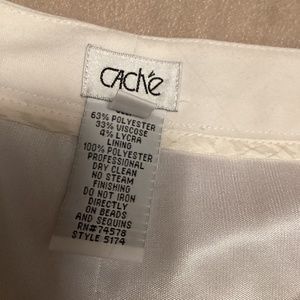 caché
63% POLYESTER
33% VISCOSE
4% LYCRA
LINING
100% POLYESTER
PROFESSIONAL
DRY CLEAN
NO STEAM
FINISHING
DO NOT IRON
DIRECTLY
ON BEADS
AND SEQUINS
RN#74578
STYLE 5174